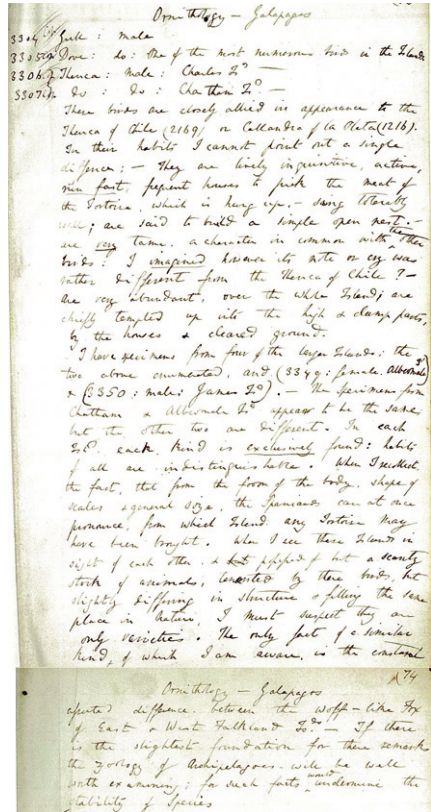 Ornithology — Galapagos
3304 Gull: male
3305 Dove: do: One of the most numerous birds in the Islands
3306 Thenca: male: Charles Isd. —
3307 do: do: Chatham Isd. —
These birds are closely allied in appearance to the
Thenca of Chile (2169) or Callandra of la Plata (1216).
In their habits I cannot point out a single
difference; — They are lively inquisitive, active,
run fast, frequent houses to pick the meat of
the Tortoise, which is hung up, — sing tolerably
well; are said to build a simple open nest. —
are very tame, a character in common with the other
birds: I imagined however its note or cry was
rather different from the Thenca of Chile? —
are very abundant, over the whole Island; are
chiefly tempted up into the high & damp parts,
by the houses & cleared ground.
I have specimens from four of the larger Islands; the
two above enumerated, and (3349: female. Albemarle
& (3350: male: James Isd). — The specimens from
Chatham & Albemarle Isd appear to be the same;
but the other two are different. In each
Isd. each kind is exclusively found: habits
of all are indistinguishable. When I recollect,
the fact, that from the form of the body, shape of
scales & general size, the Spaniards can at once
pronounce, from which Island any Tortoise may
have been brought. When I see these Islands in
sight of each other, & possessed of but a scanty
stock of animals, tenanted by these birds, but
slightly differing in structure & filling the same
place in Nature, I must suspect they are
only varieties. The only fact of a similar
kind of which I am aware, is the constant
74
Ornithology — Galapagos
asserted difference between the wolf-like Fox
of East & West Falkland Isds. — If there
is the slightest foundation for these remarks
the zoology of Archipelagoes will be well
worth examining; for such facts would undermine the
stability of Species